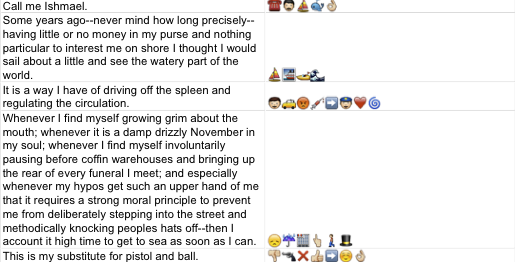 Call me Ishmael.
Some years ago--never mind how long precisely--
having little or no money in my purse and nothing
particular to interest me on shore I thought I would
sail about a little and see the watery part of the
world.
It is a way I have of driving off the spleen and
regulating the circulation.
Whenever I find myself growing grim about the
mouth; whenever it is a damp drizzly November in
my soul; whenever I find myself involuntarily
pausing before coffin warehouses and bringing up
the rear of every funeral I meet; and especially
whenever my hypos get such an upper hand of me
that it requires a strong moral principle to prevent
me from deliberately stepping into the street and
methodically knocking peoples hats off--then I
account it high time to get to sea as soon as I can.
This is my substitute for pistol and ball.